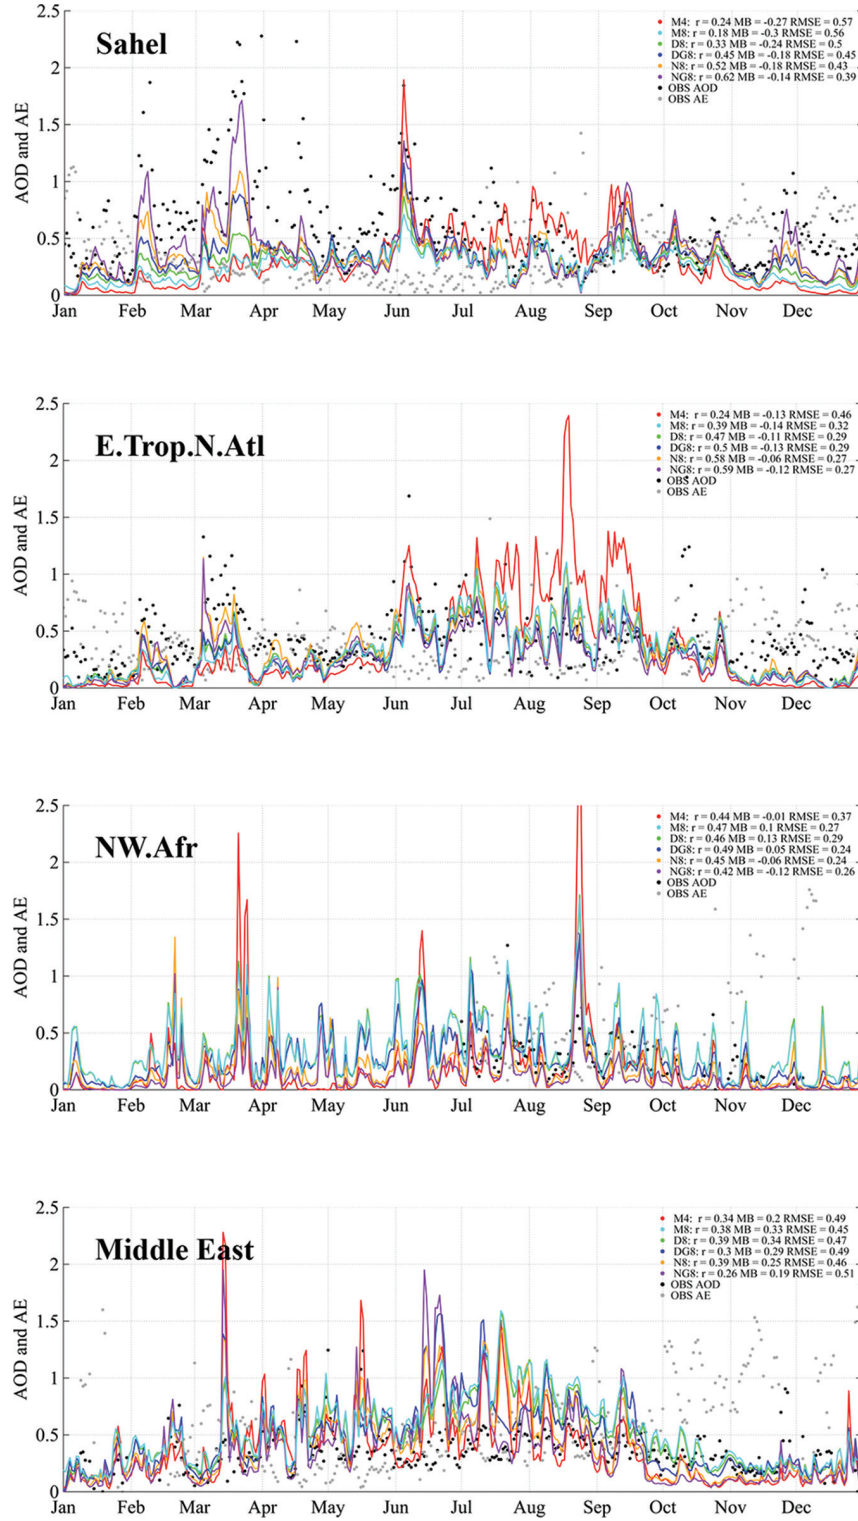 Sahel
M4: r = 0.24 MB = -0.27 RMSE = 0.57
M8: r = 0.18 MB = -0.3 RMSE = 0.56
D8: r = 0.33 MB = -0.24 RMSE = 0.5
DG8: r = 0.45 MB = -0.18 RMSE = 0.45
N8: r = 0.52 MB = -0.18 RMSE = 0.43
NG8: r = 0.62 MB = -0.14 RMSE = 0.39
OBS AOD
OBS AE
AOD and AE
2.5
2
1.5
1
0.5
0
Jan Feb Mar Apr May Jun Jul Aug Sep Oct Nov Dec
E.Trop.N.Atl
M4: r = 0.24 MB = -0.13 RMSE = 0.46
M8: r = 0.39 MB = -0.14 RMSE = 0.32
D8: r = 0.47 MB = -0.11 RMSE = 0.29
DG8: r = 0.5 MB = -0.13 RMSE = 0.29
N8: r = 0.58 MB = -0.06 RMSE = 0.27
NG8: r = 0.59 MB = -0.12 RMSE = 0.27
OBS AOD
OBS AE
AOD and AE
2.5
2
1.5
1
0.5
0
Jan Feb Mar Apr May Jun Jul Aug Sep Oct Nov Dec
NW.Afr
M4: r = 0.44 MB = -0.01 RMSE = 0.37
M8: r = 0.47 MB = 0.1 RMSE = 0.27
D8: r = 0.46 MB = 0.13 RMSE = 0.29
DG8: r = 0.49 MB = 0.05 RMSE = 0.24
N8: r = 0.45 MB = -0.06 RMSE = 0.24
NG8: r = 0.42 MB = -0.12 RMSE = 0.26
OBS AOD
OBS AE
AOD and AE
2.5
2
1.5
1
0.5
0
Jan Feb Mar Apr May Jun Jul Aug Sep Oct Nov Dec
Middle East
M4: r = 0.34 MB = 0.2 RMSE = 0.49
M8: r = 0.38 MB = 0.33 RMSE = 0.45
D8: r = 0.39 MB = 0.34 RMSE = 0.47
DG8: r = 0.3 MB = 0.29 RMSE = 0.49
N8: r = 0.39 MB = 0.25 RMSE = 0.46
NG8: r = 0.26 MB = 0.19 RMSE = 0.51
OBS AOD
OBS AE
AOD and AE
2.5
2
1.5
1
0.5
0
Jan Feb Mar Apr May Jun Jul Aug Sep Oct Nov Dec